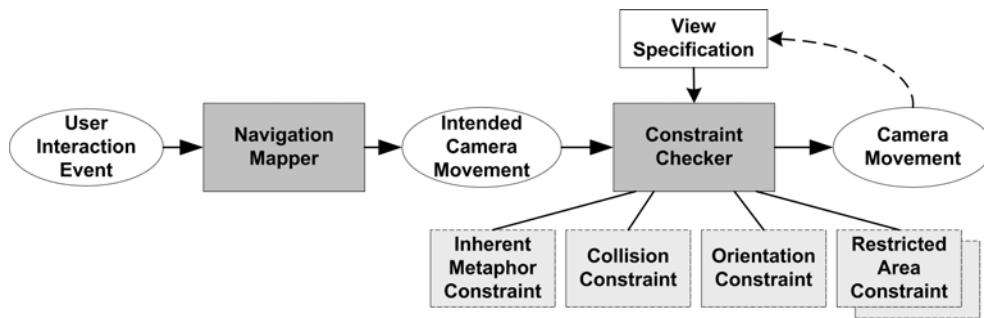 View
Specification
User
Interaction
Event
Navigation
Mapper
Intended
Camera
Movement
Constraint
Checker
Camera
Movement
Inherent
Metaphor
Constraint
Collision
Constraint
Orientation
Constraint
Restricted
Area
Constraint